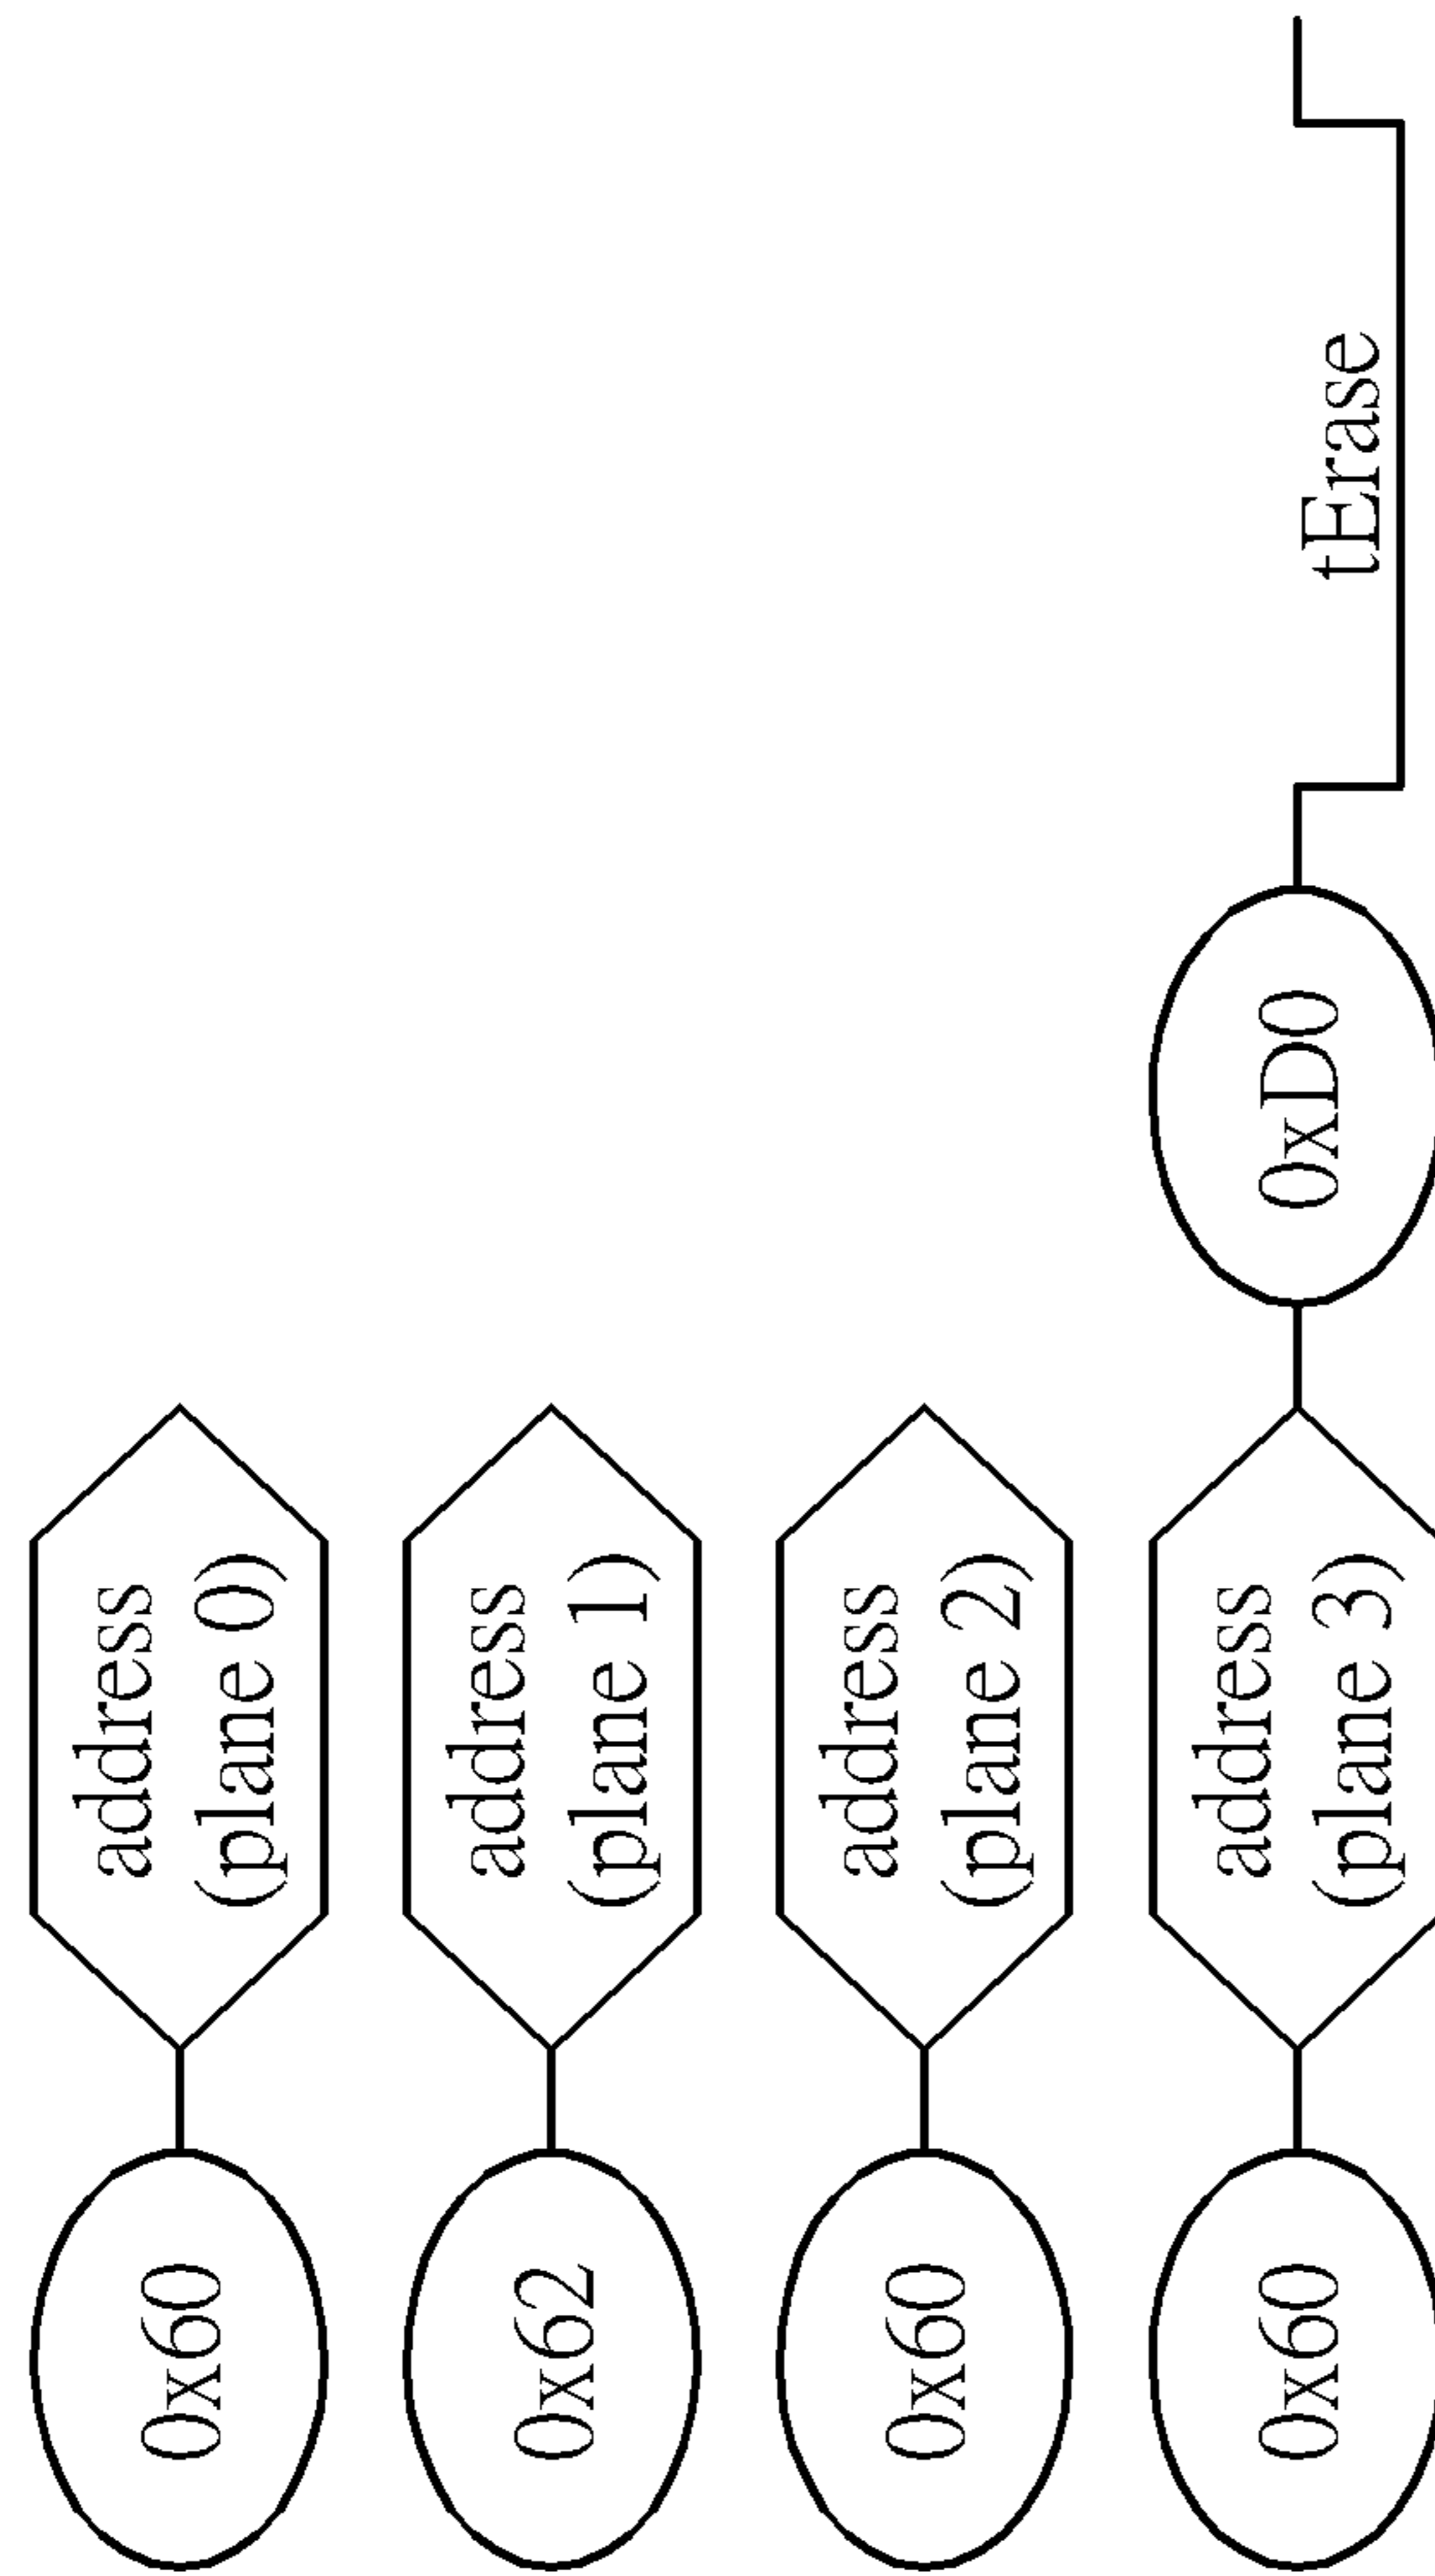 0x60
address
(plane 0)
0x62
address
(plane 1)
0x60
address
(plane 2)
0x60
address
(plane 3)
0xD0
tErase